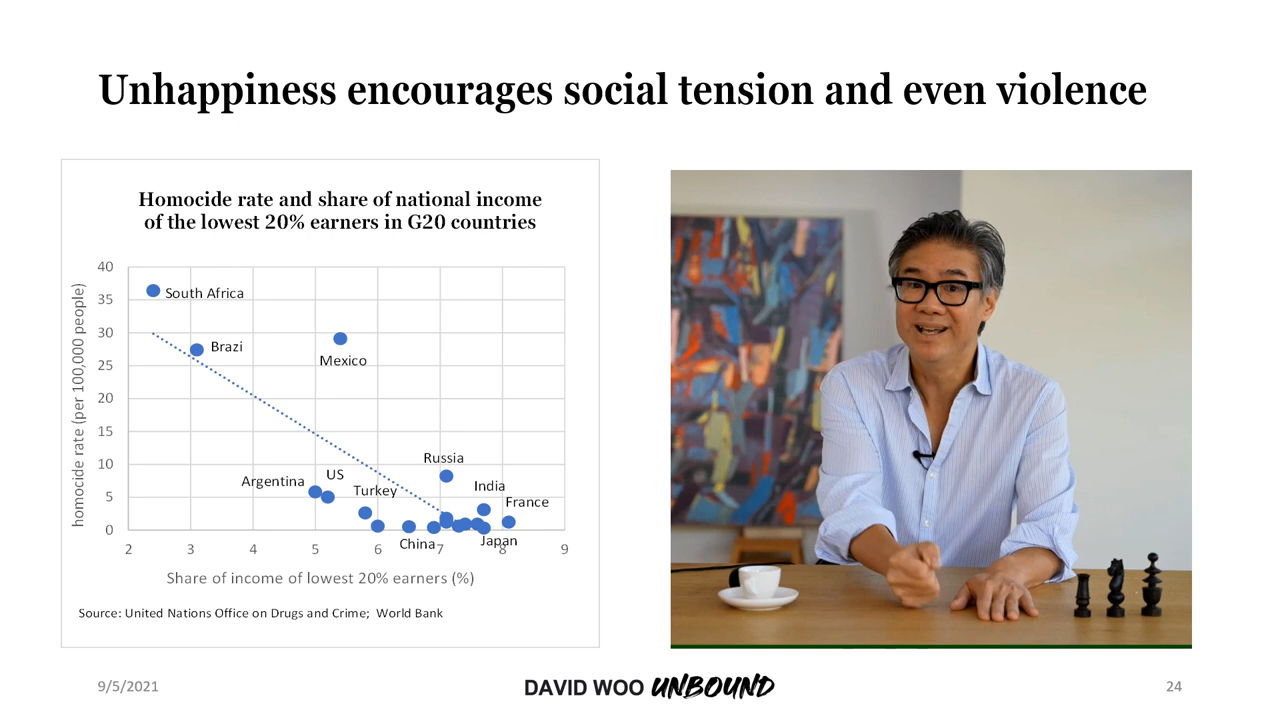 Unhappiness encourages social tension and even violence
Homocide rate and share of national income
of the lowest 20% earners in G20 countries
homocide rate (per 100,000 people)
40
35
30
25
20
15
10
5
0
South Africa
Brazi
Mexico
Russia
Argentina
US
Turkey
India
France
China
Japan
2
3
4
5
6
7
8
9
Share of income of lowest 20% earners (%)
Source: United Nations Office on Drugs and Crime;  World Bank
9/5/2021
DAVID WOO UNBOUND
24